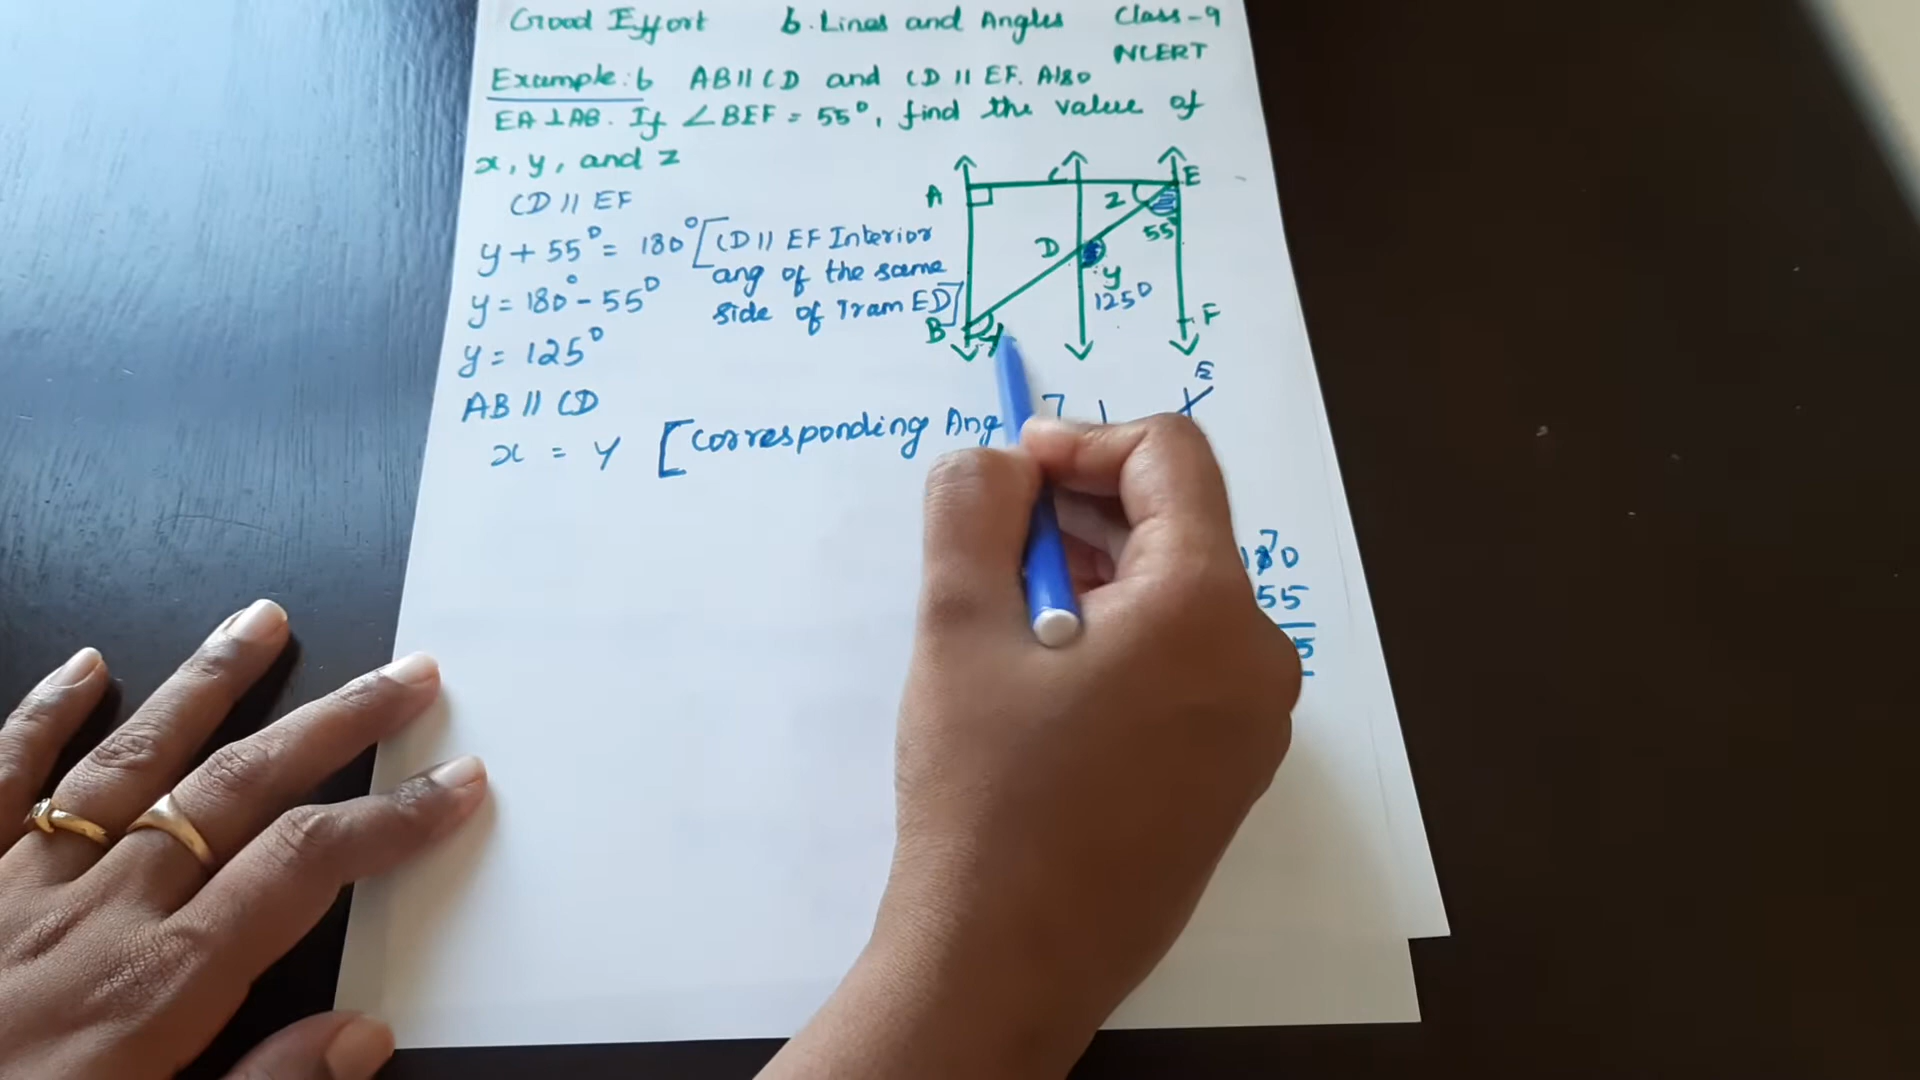 Good Effort 6. Lines and Angles Class-9
NCERT
Example: 6 AB || CD and CD || EF. Also
EA ⊥ AB. If ∠BEF = 55°, find the value of
x, y, and z
CD || EF
y + 55° = 180° [CD || EF Interior
ang of the same
side of Tram ED]
y = 180° - 55°
y = 125°
AB || CD
x = y [Corresponding Ang
A C E
z
D 55°
y
125°
B F
E
180
55
5